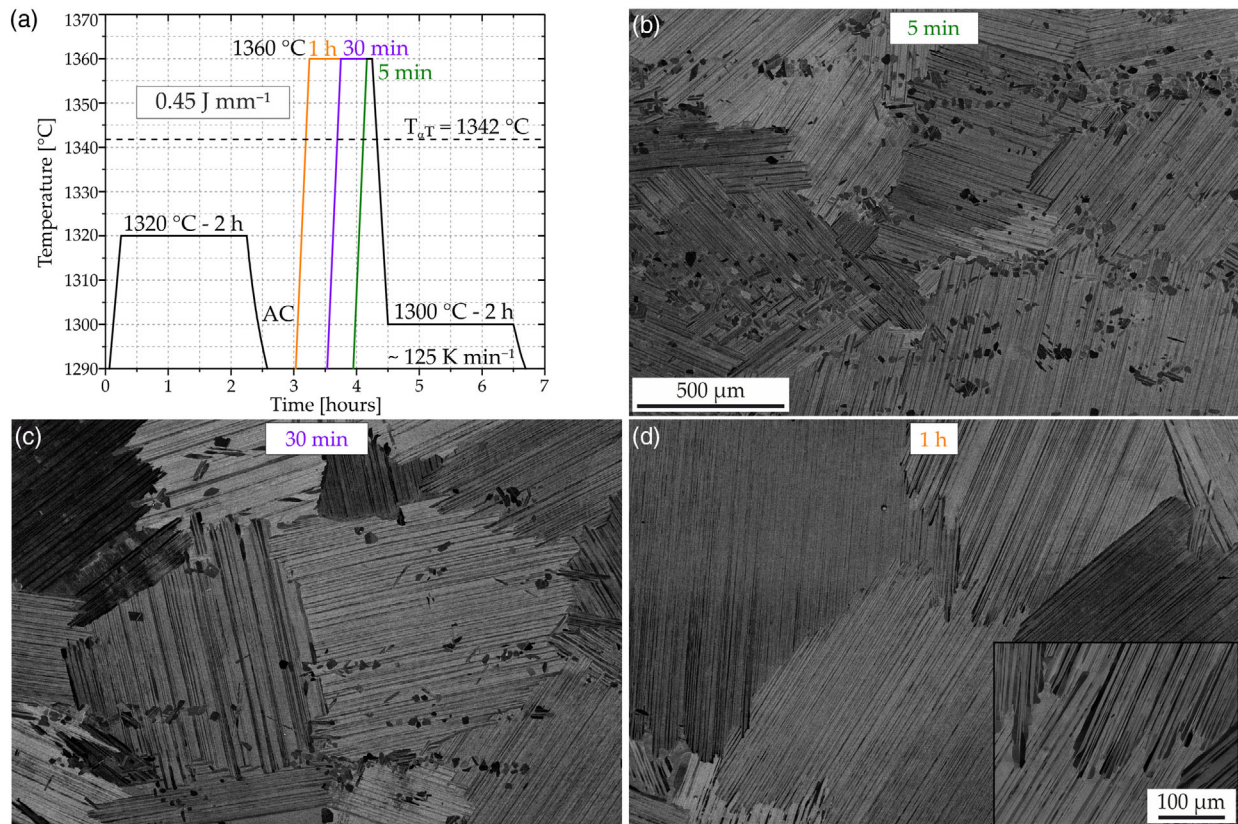 (a)
1360 °C 1 h 30 min
5 min
0.45 J mm⁻¹
TαT = 1342 °C
1320 °C - 2 h
AC
1300 °C - 2 h
~ 125 K min⁻¹
Temperature [°C]
1370
1360
1350
1340
1330
1320
1310
1300
1290
0 1 2 3 4 5 6 7
Time [hours]
(b)
5 min
500 µm
(c)
30 min
(d)
1 h
100 µm